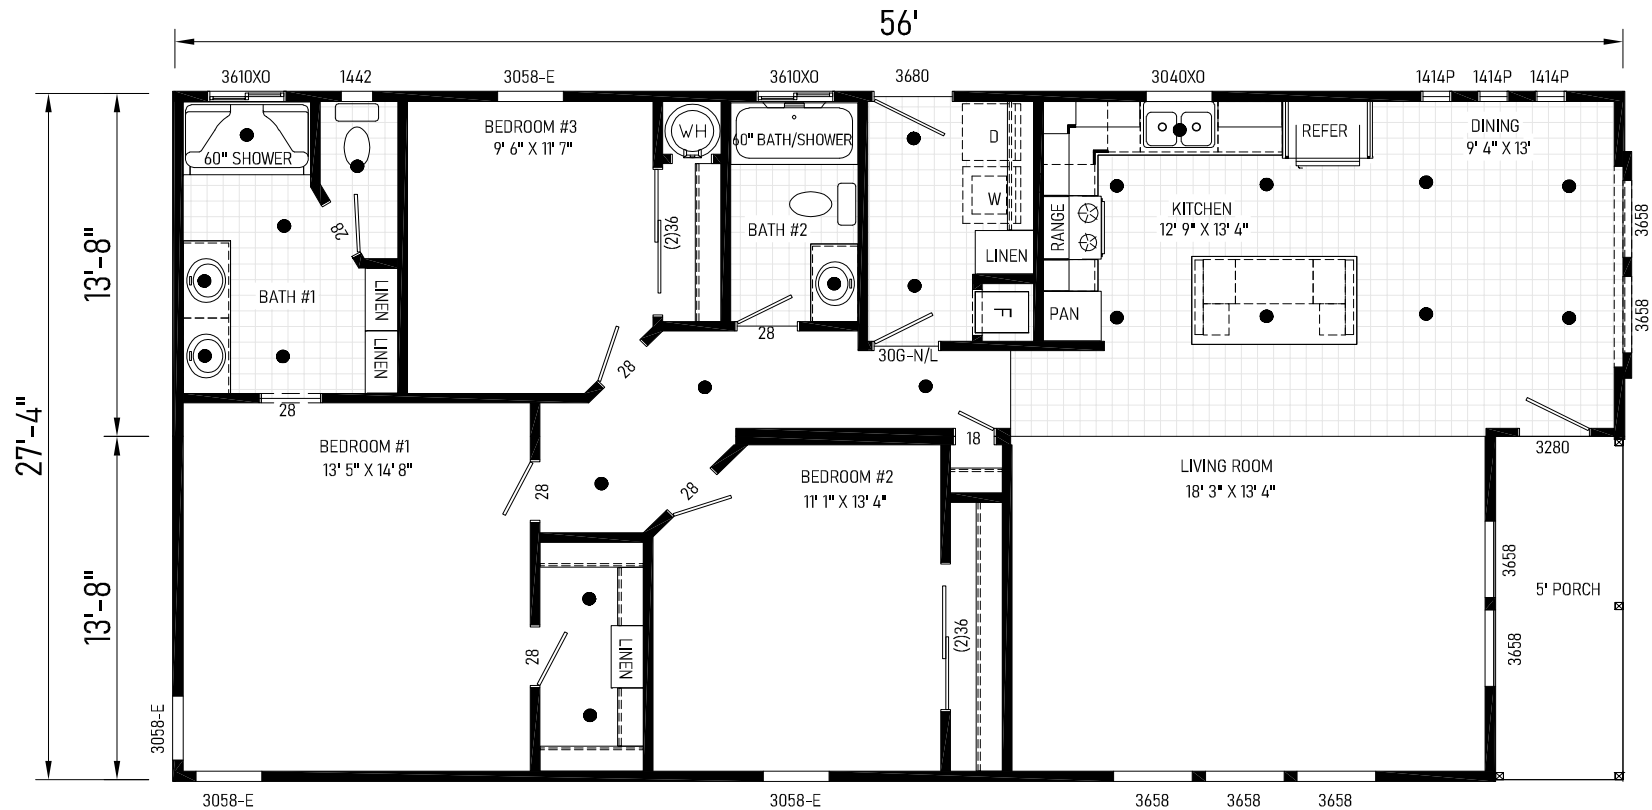 56'
3610XO
1442
3058-E
3610XO
3680
3040XO
1414P
1414P
1414P
60" SHOWER
BEDROOM #3
9' 6" X 11' 7"
WH
60" BATH/SHOWER
D
W
REFER
DINING
9' 4" X 13'
28
(2)36
BATH #2
LINEN
RANGE
KITCHEN
12' 9" X 13' 4"
3658
3658
13'-8"
BATH #1
LINEN
LINEN
F
PAN
28
30G-N/L
28
28
27'-4"
BEDROOM #1
13' 5" X 14' 8"
28
28
BEDROOM #2
11' 1" X 13' 4"
18
LIVING ROOM
18' 3" X 13' 4"
3280
13'-8"
3658
3658
5' PORCH
28
LINEN
(2)36
3058-E
3058-E
3058-E
3658
3658
3658